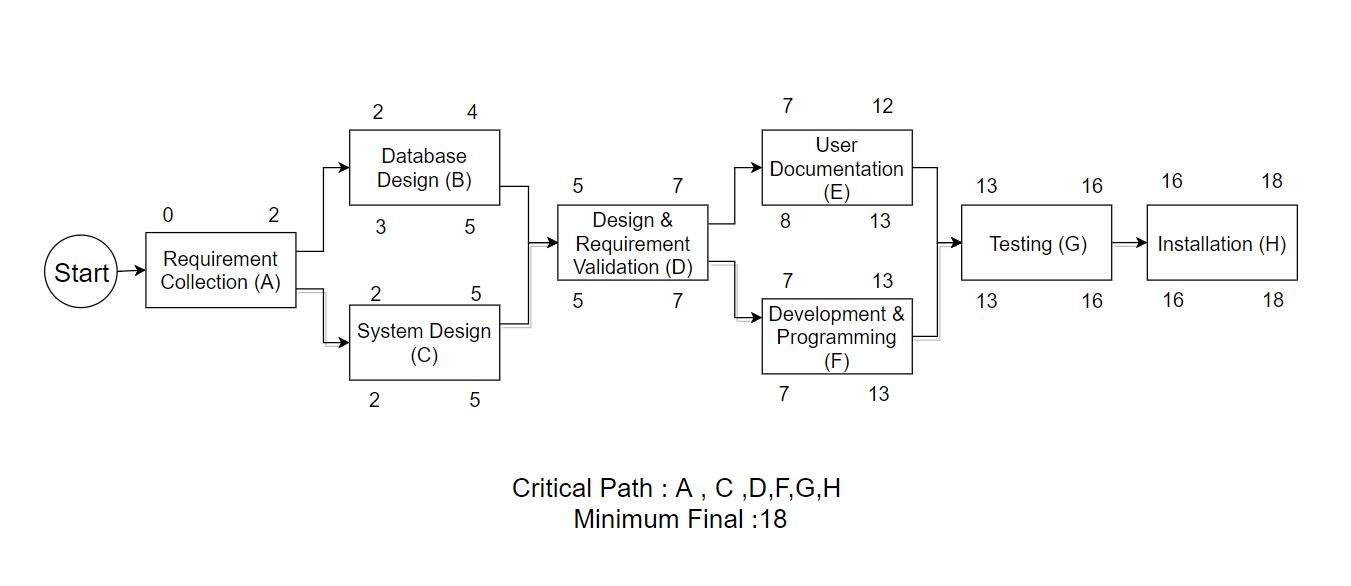 Start
0 2
Requirement
Collection (A)
2 4
Database
Design (B)
3 5
2 5
System Design
(C)
2 5
5 7
Design &
Requirement
Validation (D)
5 7
7 12
User
Documentation
(E)
8 13
7 13
Development &
Programming
(F)
7 13
13 16
Testing (G)
13 16
16 18
Installation (H)
16 18
Critical Path : A , C ,D,F,G,H
Minimum Final :18